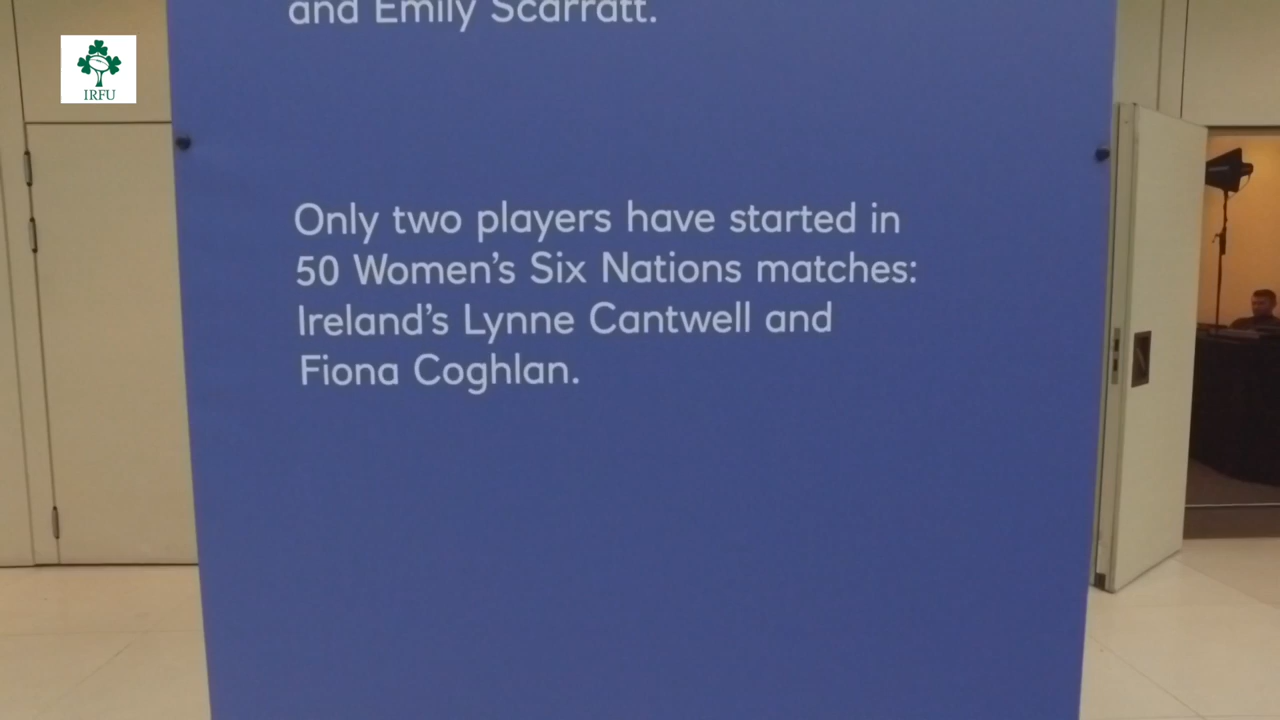 and Emily Scarratt.
IRFU
Only two players have started in
50 Women's Six Nations matches:
Ireland's Lynne Cantwell and
Fiona Coghlan.